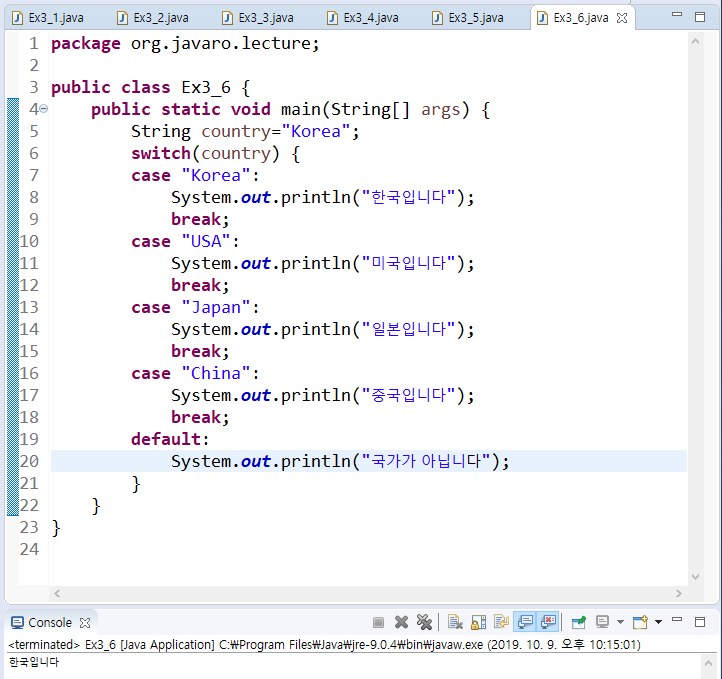 Ex3_1.java Ex3_2.java Ex3_3.java Ex3_4.java Ex3_5.java Ex3_6.java
1 package org.javaro.lecture;
2
3 public class Ex3_6 {
4 public static void main(String[] args) {
5 String country="Korea";
6 switch(country) {
7 case "Korea":
8 System.out.println("한국입니다");
9 break;
10 case "USA":
11 System.out.println("미국입니다");
12 break;
13 case "Japan":
14 System.out.println("일본입니다");
15 break;
16 case "China":
17 System.out.println("중국입니다");
18 break;
19 default:
20 System.out.println("국가가 아닙니다");
21 }
22 }
23 }
24
Console
<terminated> Ex3_6 [Java Application] C:₩Program Files₩Java₩jre-9.0.4₩bin₩javaw.exe (2019. 10. 9. 오후 10:15:01)
한국입니다